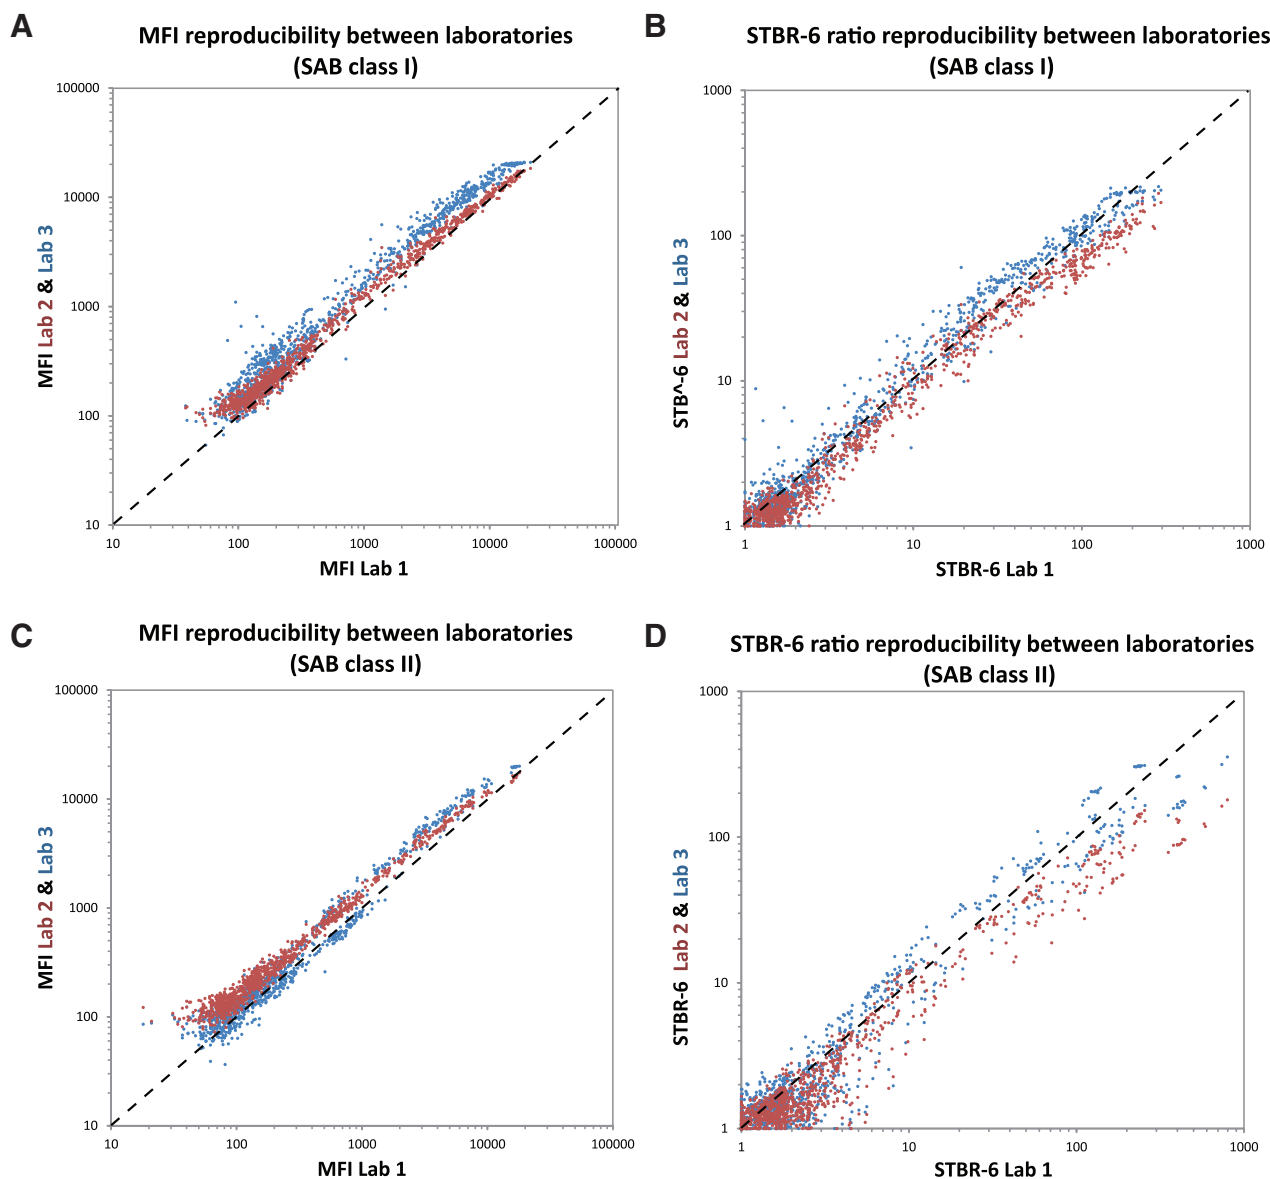 A
MFI reproducibility between laboratories
(SAB class I)
100000
10000
1000
100
10
10
100
1000
10000
100000
MFI Lab 2 & Lab 3
MFI Lab 1
B
STBR-6 ratio reproducibility between laboratories
(SAB class I)
1000
100
10
1
1
10
100
1000
STB^-6 Lab 2 & Lab 3
STBR-6 Lab 1
C
MFI reproducibility between laboratories
(SAB class II)
100000
10000
1000
100
10
10
100
1000
10000
100000
MFI Lab 2 & Lab 3
MFI Lab 1
D
STBR-6 ratio reproducibility between laboratories
(SAB class II)
1000
100
10
1
1
10
100
1000
STBR-6 Lab 2 & Lab 3
STBR-6 Lab 1